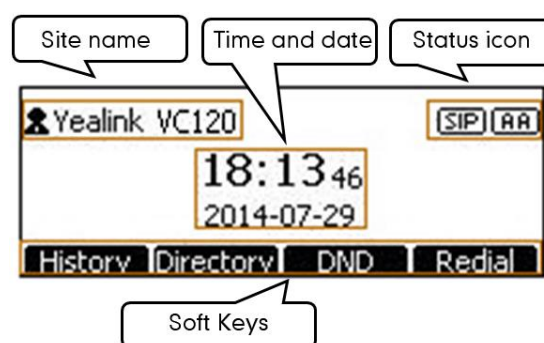 Site name
Time and date
Status icon
Yealink VC120
SIP AA
18:13 46
2014-07-29
History Directory DND Redial
Soft Keys